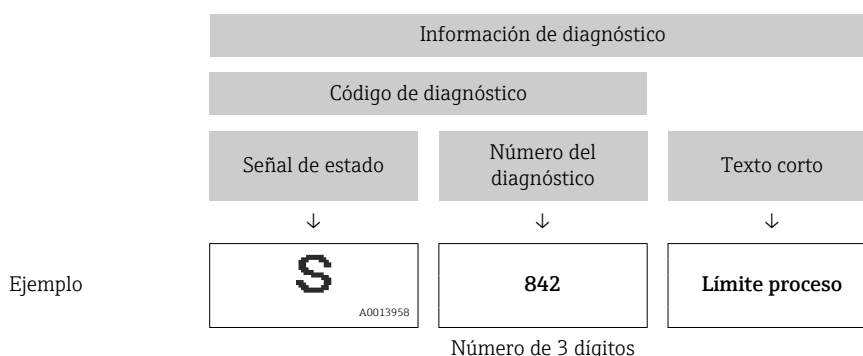 Información de diagnóstico
Código de diagnóstico
Señal de estado
Número del
diagnóstico
Texto corto
↓ ↓ ↓
Ejemplo
S
A0013958
842
Límite proceso
Número de 3 dígitos